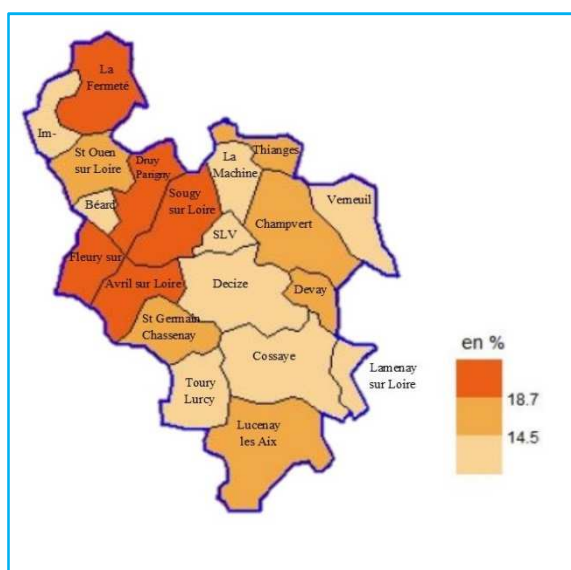 La
Fermeté
Im-
St Ouen
sur Loire
Druy
Parigny
Béard
Sougy
sur Loire
La
Machine
Thianges
Verneuil
Champvert
SLV
Fleury sur
Avril sur Loire
Decize
Devay
St Germain
Chassenay
Cossaye
Toury
Lurcy
Lamenay
sur Loire
Lucenay
les Aix
en %
18.7
14.5